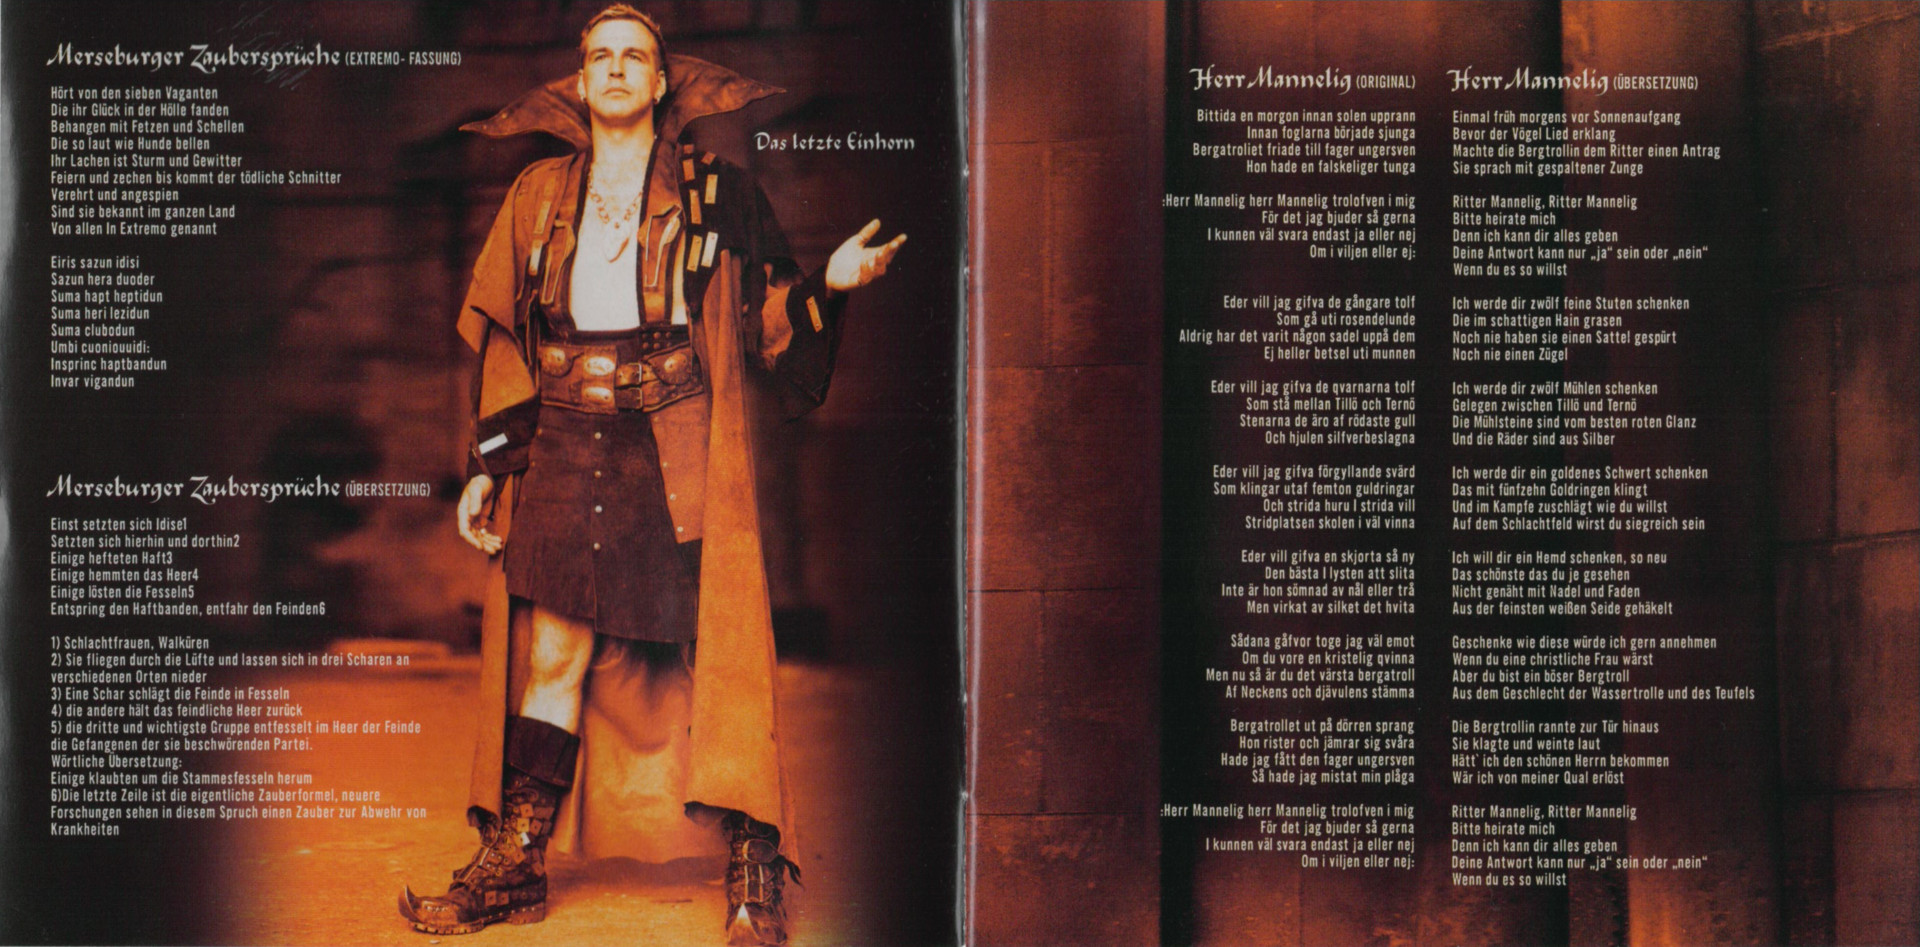 Merseburger Zaubersprüche (EXTREMO- FASSUNG)
Hört von den sieben Vaganten
Die ihr Glück in der Hölle fanden
Behangen mit Fetzen und Schellen
Die so laut wie Hunde bellen
Ihr Lachen ist Sturm und Gewitter
Feiern und zechen bis kommt der tödliche Schnitter
Verehrt und angespien
Sind sie bekannt im ganzen Land
Von allen In Extremo genannt
Eiris sazun idisi
Sazun hera duoder
Suma hapt heptidun
Suma heri lezidun
Suma clubodun
Umbi cuoniouuidi:
Insprinc haptbandun
Invar vigandun
Merseburger Zaubersprüche (ÜBERSETZUNG)
Einst setzten sich Idise1
Setzten sich hierhin und dorthin2
Einige hefteten Haft3
Einige hemmten das Heer4
Einige lösten die Fesseln5
Entspring den Haftbanden, entfahr den Feinden6
1) Schlachtfrauen, Walküren
2) Sie fliegen durch die Lüfte und lassen sich in drei Scharen an
verschiedenen Orten nieder
3) Eine Schar schlägt die Feinde in Fesseln
4) die andere hält das feindliche Heer zurück
5) die dritte und wichtigste Gruppe entfesselt im Heer der Feinde
die Gefangenen der sie beschwörenden Partei.
Wörtliche Übersetzung:
Einige klaubten um die Stammesfesseln herum
6)Die letzte Zeile ist die eigentliche Zauberformel, neuere
Forschungen sehen in diesem Spruch einen Zauber zur Abwehr von
Krankheiten
Das letzte Einhorn
Herr Mannelig (ORIGINAL)
Bittida en morgon innan solen upprann
Innan foglarna började sjunga
Bergatroliet friade till fager ungersven
Hon hade en falskeliger tunga
:Herr Mannelig herr Mannelig trolofven i mig
För det jag bjuder så gerna
I kunnen väl svara endast ja eller nej
Om i viljen eller ej:
Eder vill jag gifva de gångare tolf
Som gå uti rosendelunde
Aldrig har det varit någon sadel uppå dem
Ej heller betsel uti munnen
Eder vill jag gifva de qvarnarna tolf
Som stå mellan Tillö och Ternö
Stenarna de äro af rödaste gull
Och hjulen silfverbeslagna
Eder vill jag gifva förgyllande svärd
Som klingar utaf femton guldringar
Och strida huru I strida vill
Stridplatsen skolen i väl vinna
Eder vill gifva en skjorta så ny
Den bästa I lysten att slita
Inte är hon sömnad av nål eller trå
Men virkat av silket det hvita
Sådana gåfvor toge jag väl emot
Om du vore en kristelig qvinna
Men nu så är du det värsta bergatroll
Af Neckens och djävulens stämma
Bergatrollet ut på dörren sprang
Hon rister och jämrar sig svåra
Hade jag fått den fager ungersven
Så hade jag mistat min plåga
:Herr Mannelig herr Mannelig trolofven i mig
För det jag bjuder så gerna
I kunnen väl svara endast ja eller nej
Om i viljen eller nej:
Herr Mannelig (ÜBERSETZUNG)
Einmal früh morgens vor Sonnenaufgang
Bevor der Vögel Lied erklang
Machte die Bergtrollin dem Ritter einen Antrag
Sie sprach mit gespaltener Zunge
Ritter Mannelig, Ritter Mannelig
Bitte heirate mich
Denn ich kann dir alles geben
Deine Antwort kann nur „ja“ sein oder „nein“
Wenn du es so willst
Ich werde dir zwölf feine Stuten schenken
Die im schattigen Hain grasen
Noch nie haben sie einen Sattel gespürt
Noch nie einen Zügel
Ich werde dir zwölf Mühlen schenken
Gelegen zwischen Tillö und Ternö
Die Mühlsteine sind vom besten roten Glanz
Und die Räder sind aus Silber
Ich werde dir ein goldenes Schwert schenken
Das mit fünfzehn Goldringen klingt
Und im Kampfe zuschlägt wie du willst
Auf dem Schlachtfeld wirst du siegreich sein
Ich will dir ein Hemd schenken, so neu
Das schönste das du je gesehen
Nicht genäht mit Nadel und Faden
Aus der feinsten weißen Seide gehäkelt
Geschenke wie diese würde ich gern annehmen
Wenn du eine christliche Frau wärst
Aber du bist ein böser Bergtroll
Aus dem Geschlecht der Wassertrolle und des Teufels
Die Bergtrollin rannte zur Tür hinaus
Sie klagte und weinte laut
Hätt` ich den schönen Herrn bekommen
Wär ich von meiner Qual erlöst
Ritter Mannelig, Ritter Mannelig
Bitte heirate mich
Denn ich kann dir alles geben
Deine Antwort kann nur „ja“ sein oder „nein“
Wenn du es so willst